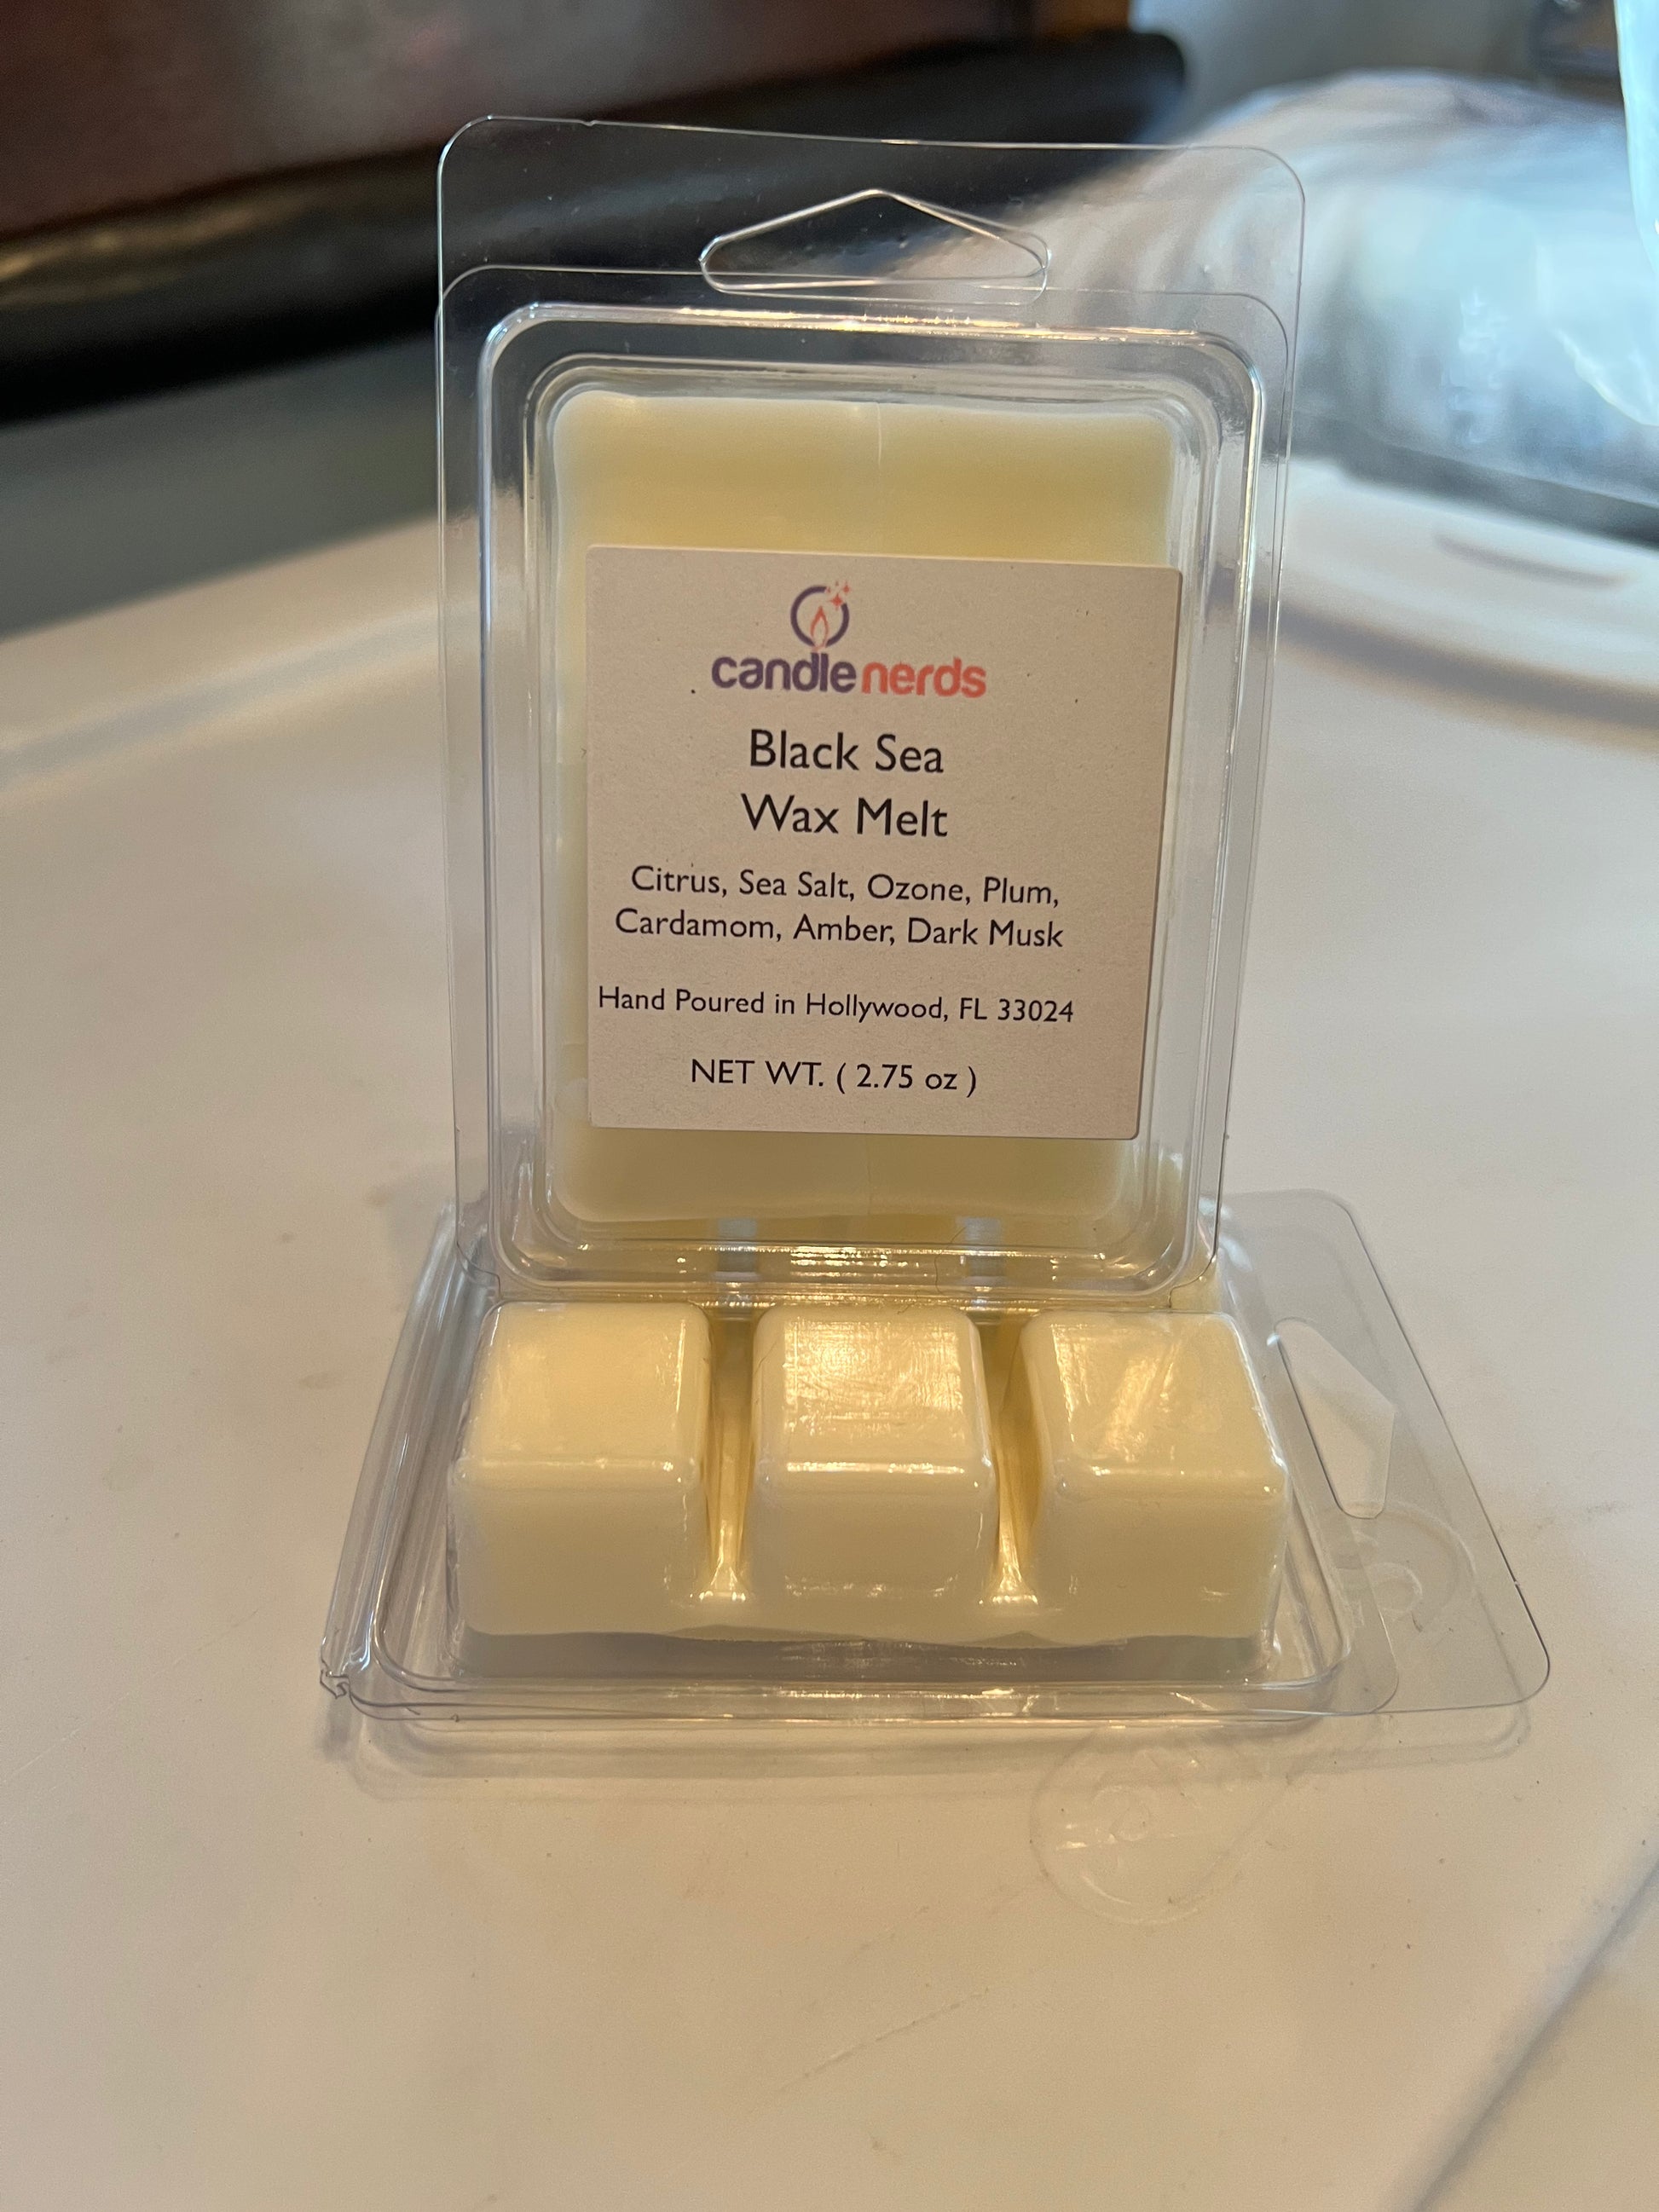 candlenerds
Black Sea
Wax Melt
Citrus, Sea Salt, Ozone, Plum,
Cardamom, Amber, Dark Musk
Hand Poured in Hollywood, FL 33024
NET WT. ( 2.75 oz )